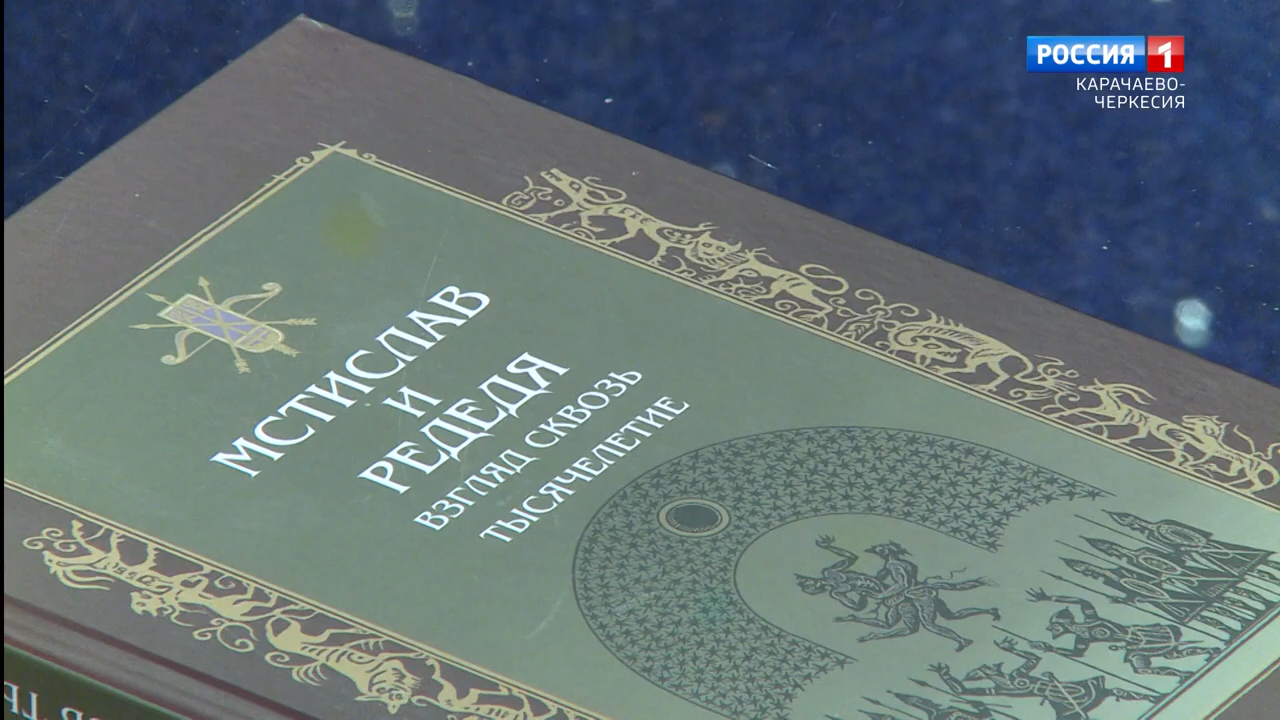 РОССИЯ 1
КАРАЧАЕВО-
ЧЕРКЕСИЯ
МСТИСЛАВ
И
РЕДЕДЯ
ВЗГЛЯД СКВОЗЬ
ТЫСЯЧЕЛЕТИЕ